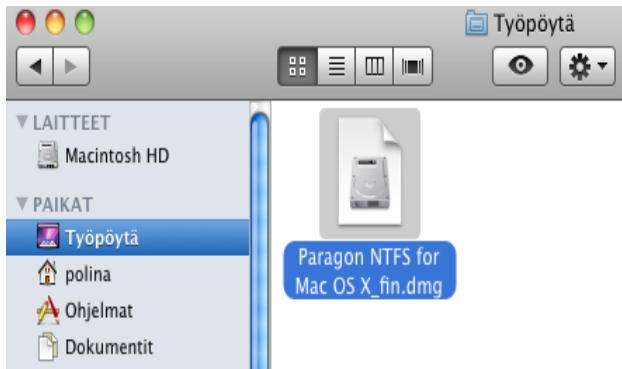 Työpöytä
LAITTEET
Macintosh HD
PAIKAT
Työpöytä
polina
Ohjelmat
Dokumentit
Paragon NTFS for
Mac OS X_fin.dmg